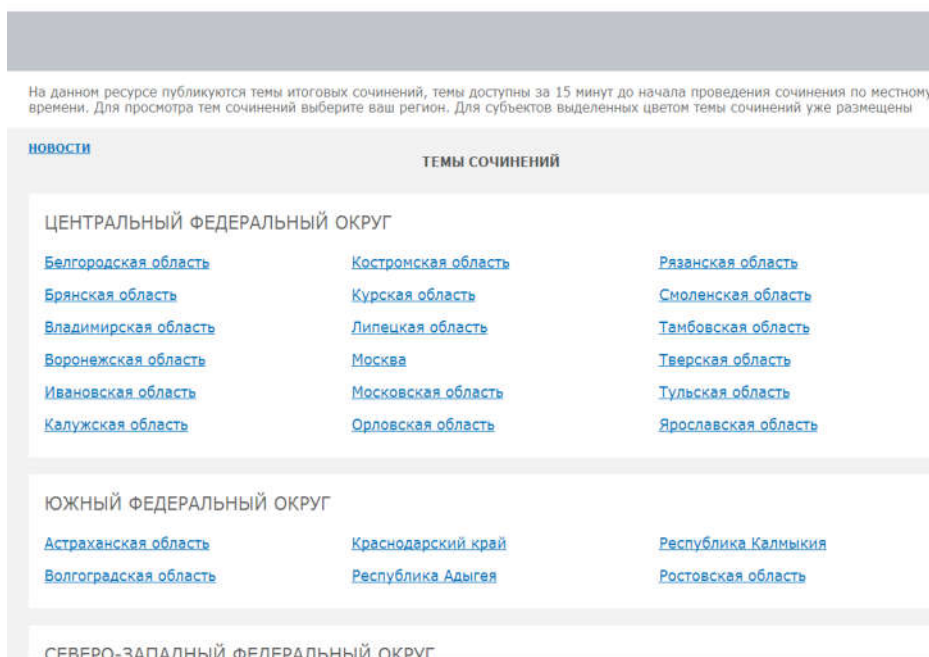 На данном ресурсе публикуются темы итоговых сочинений, темы доступны за 15 минут до начала проведения сочинения по местному
времени. Для просмотра тем сочинений выберите ваш регион. Для субъектов выделенных цветом темы сочинений уже размещены
НОВОСТИ
ТЕМЫ СОЧИНЕНИЙ
ЦЕНТРАЛЬНЫЙ ФЕДЕРАЛЬНЫЙ ОКРУГ
Белгородская область Костромская область Рязанская область
Брянская область Курская область Смоленская область
Владимирская область Липецкая область Тамбовская область
Воронежская область Москва Тверская область
Ивановская область Московская область Тульская область
Калужская область Орловская область Ярославская область
ЮЖНЫЙ ФЕДЕРАЛЬНЫЙ ОКРУГ
Астраханская область Краснодарский край Республика Калмыкия
Волгоградская область Республика Адыгея Ростовская область
СЕВЕРО-ЗАПАДНЫЙ ФЕДЕРАЛЬНЫЙ ОКРУГ